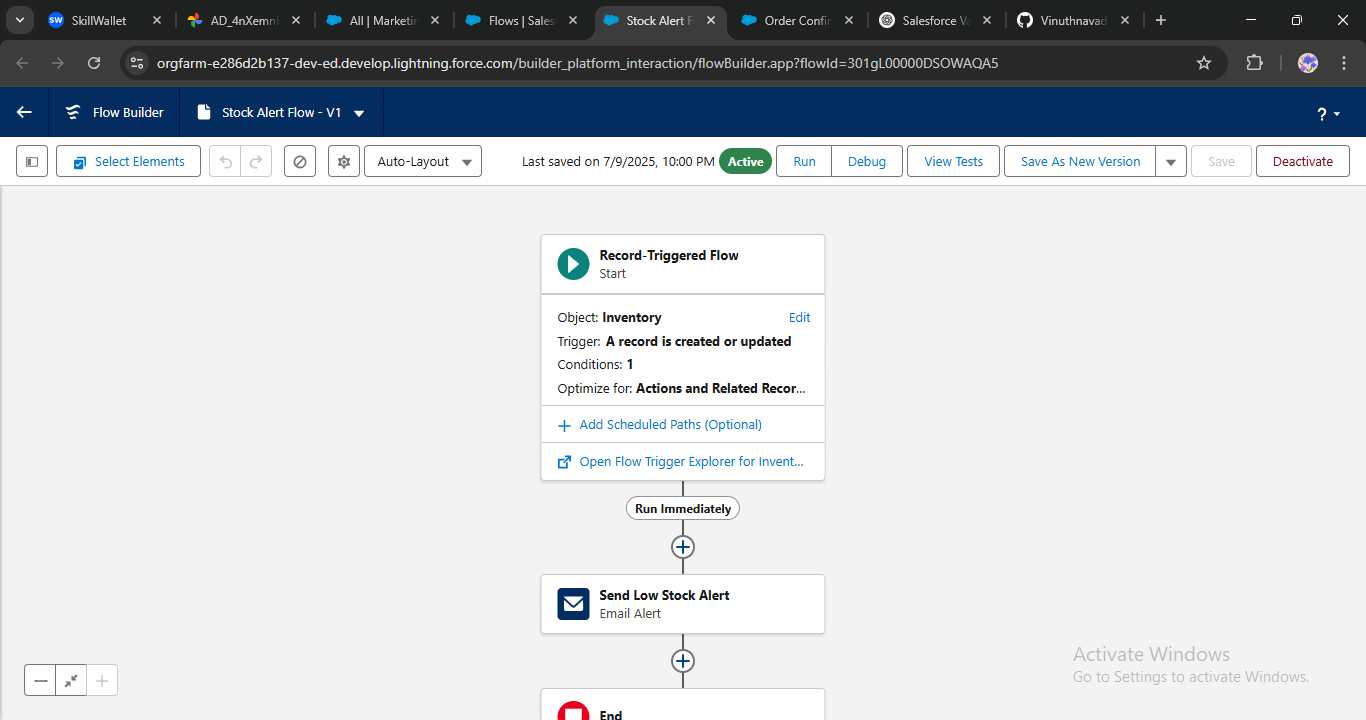 SkillWallet
AD_4nXemn
All | Marketin
Flows | Sales
Stock Alert F
Order Confir
Salesforce Va
Vinuthnavad
orgfarm-e286d2b137-dev-ed.develop.lightning.force.com/builder_platform_interaction/flowBuilder.app?flowId=301gL00000DSOWAQA5
Flow Builder
Stock Alert Flow - V1
?
Select Elements
Auto-Layout
Last saved on 7/9/2025, 10:00 PM
Active
Run
Debug
View Tests
Save As New Version
Save
Deactivate
Record-Triggered Flow
Start
Object: Inventory
Edit
Trigger: A record is created or updated
Conditions: 1
Optimize for: Actions and Related Recor...
Add Scheduled Paths (Optional)
Open Flow Trigger Explorer for Invent...
Run Immediately
Send Low Stock Alert
Email Alert
End
Activate Windows
Go to Settings to activate Windows.